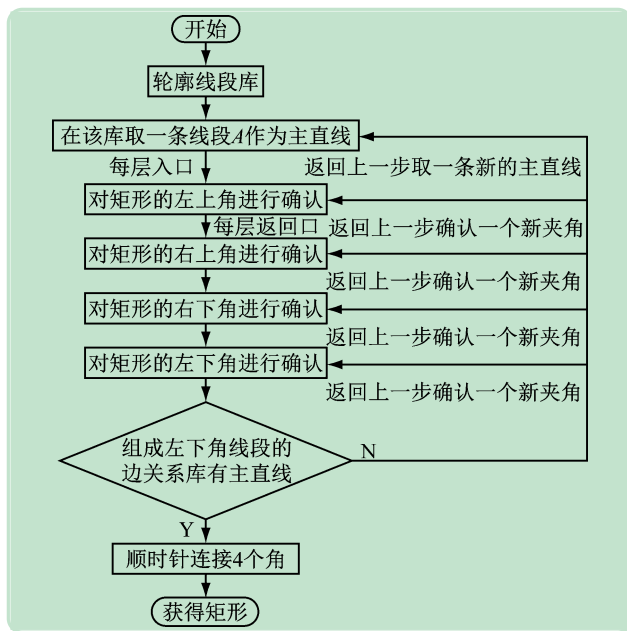 开始
轮廓线段库
在该库取一条线段A作为主直线
每层入口
返回上一步取一条新的主直线
对矩形的左上角进行确认
每层返回口
返回上一步确认一个新夹角
对矩形的右上角进行确认
返回上一步确认一个新夹角
对矩形的右下角进行确认
返回上一步确认一个新夹角
对矩形的左下角进行确认
返回上一步确认一个新夹角
组成左下角线段的
边关系库有主直线
N
Y
顺时针连接4个角
获得矩形